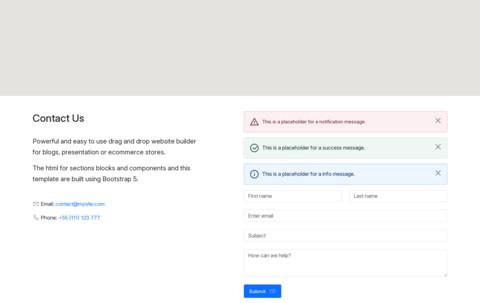 Contact Us
Powerful and easy to use drag and drop website builder
for blogs, presentation or ecommerce stores.
The html for sections blocks and components and this
template are built using Bootstrap 5.
Email: contact@mysite.com
Phone: +55 (111) 123 777
This is a placeholder for a notification message.
This is a placeholder for a success message.
This is a placeholder for a info message.
First name
Last name
Enter email
Subject
How can we help?
Submit